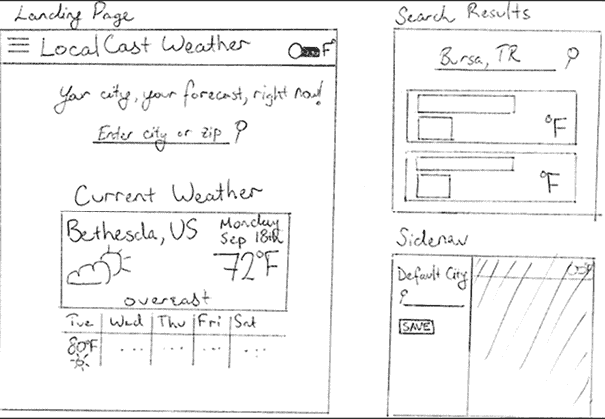 Landing Page
LocalCast Weather
°F
Your city, your forecast, right now!
Enter city or zip
Current Weather
Bethesda, US
Monday
Sep 18th
72°F
overcast
Tue Wed Thu Fri Sat
80°F ... ... ... ...
Search Results
Bursa, TR
°F
°F
Sidenav
Default City
SAVE